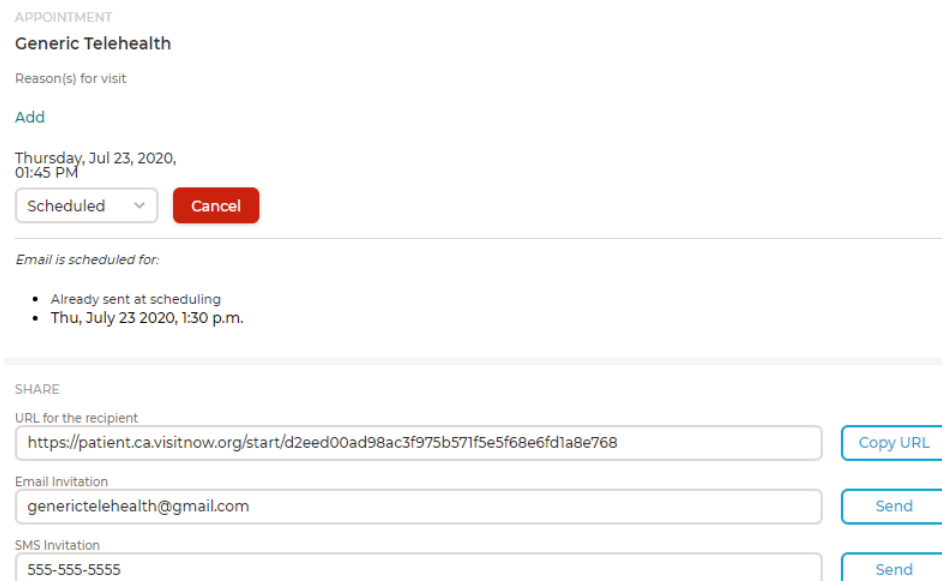 APPOINTMENT
Generic Telehealth
Reason(s) for visit
Add
Thursday, Jul 23, 2020,
01:45 PM
Scheduled
Cancel
Email is scheduled for:
Already sent at scheduling
Thu, July 23 2020, 1:30 p.m.
SHARE
URL for the recipient
https://patient.ca.visitnow.org/start/d2eed00ad98ac3f975b571f5e5f68e6fd1a8e768
Copy URL
Email Invitation
generictelehealth@gmail.com
Send
SMS Invitation
555-555-5555
Send